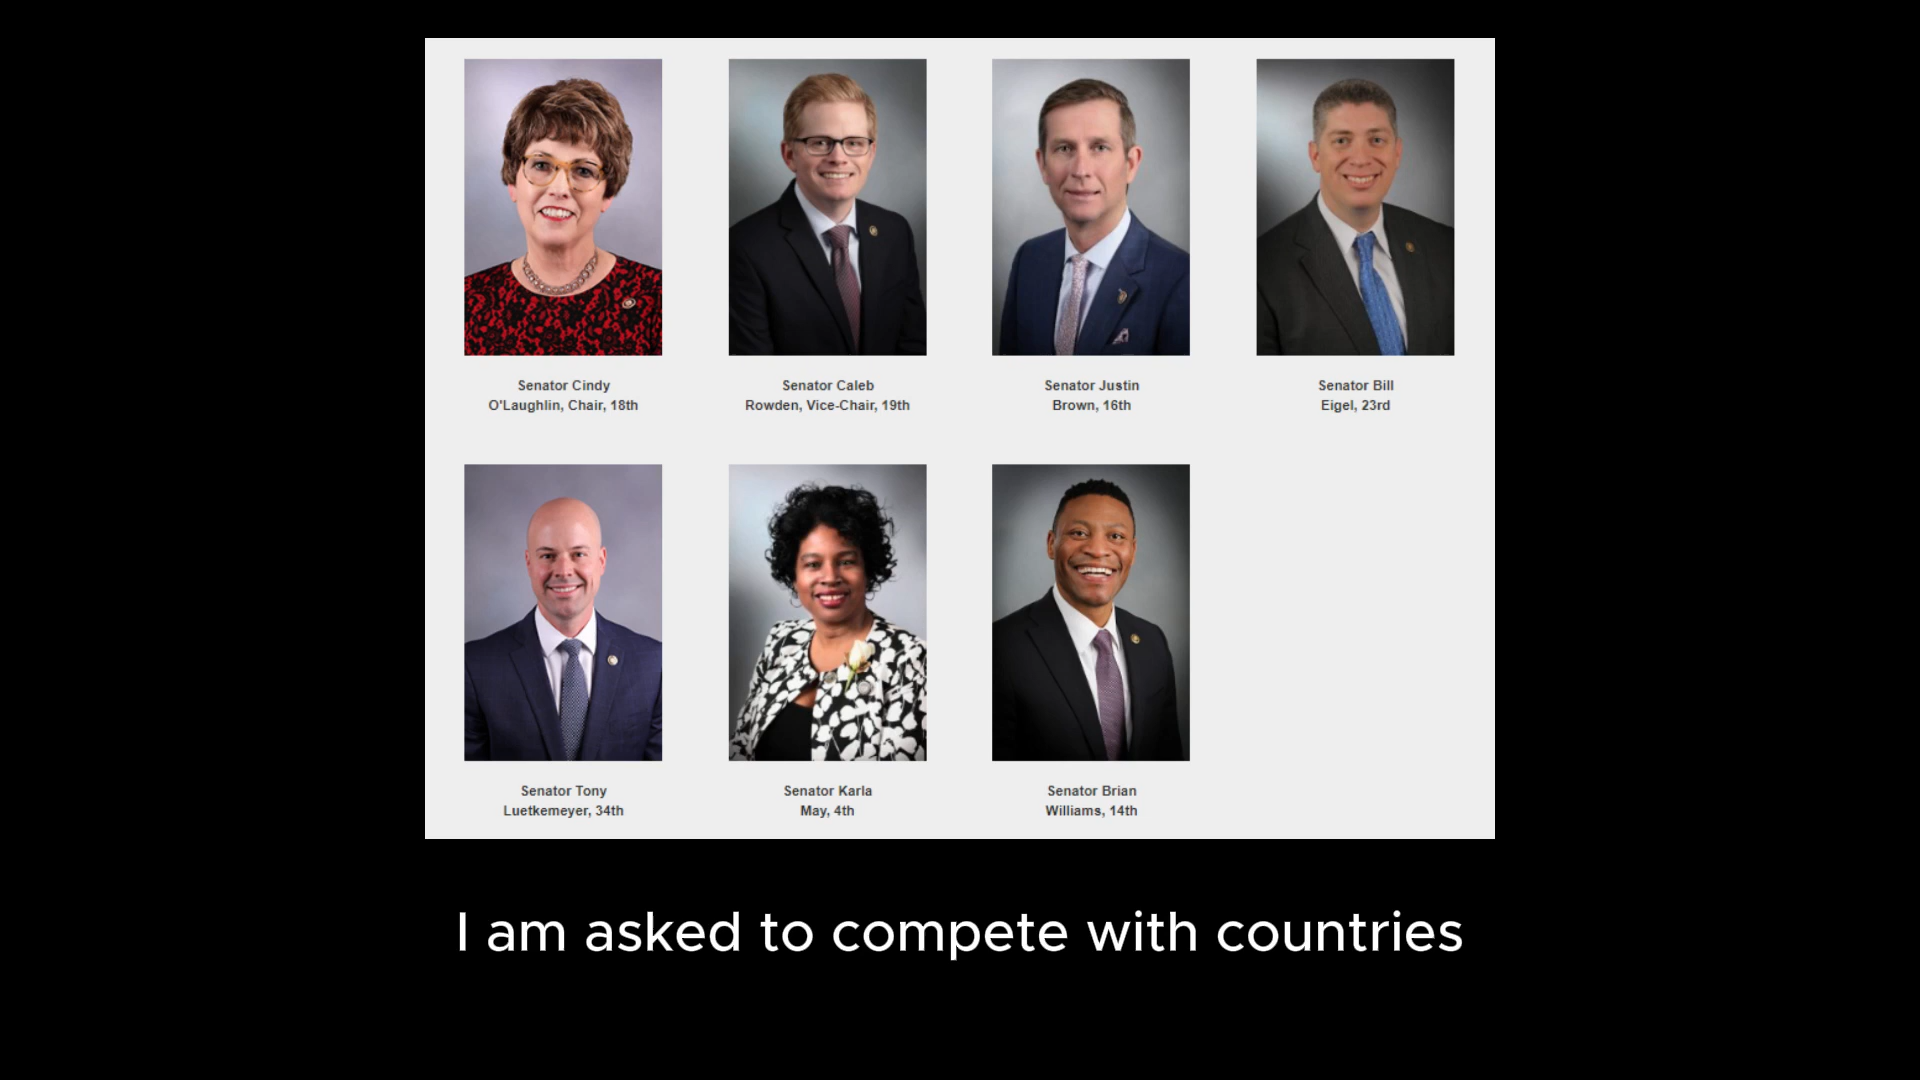 Senator Cindy
O'Laughlin, Chair, 18th
Senator Caleb
Rowden, Vice-Chair, 19th
Senator Justin
Brown, 16th
Senator Bill
Eigel, 23rd
Senator Tony
Luetkemeyer, 34th
Senator Karla
May, 4th
Senator Brian
Williams, 14th
I am asked to compete with countries